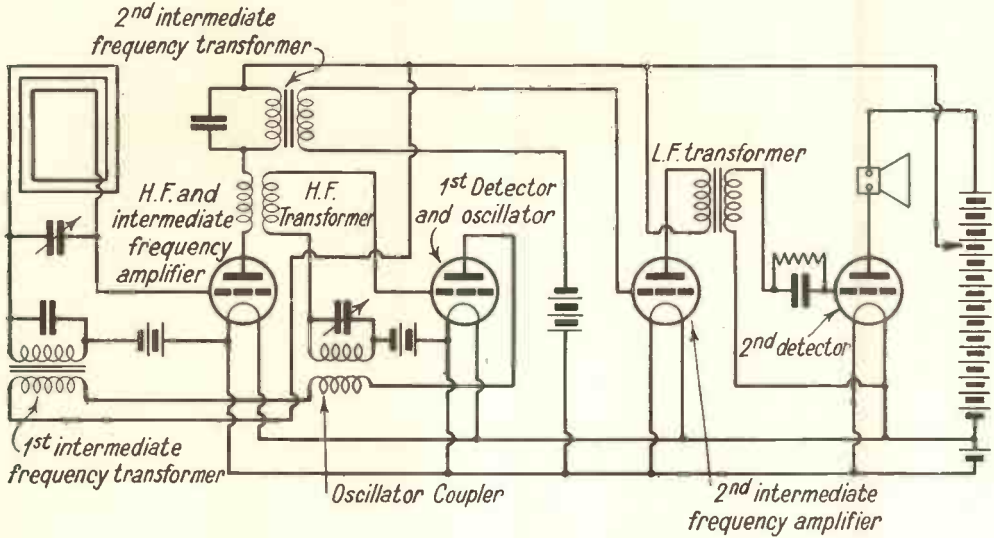 2nd intermediate
frequency transformer
H.F. and
intermediate
frequency
amplifier
H.F.
Transformer
1st Detector
and oscillator
L.F. transformer
2nd detector
1st intermediate
frequency transformer
Oscillator Coupler
2nd intermediate
frequency amplifier